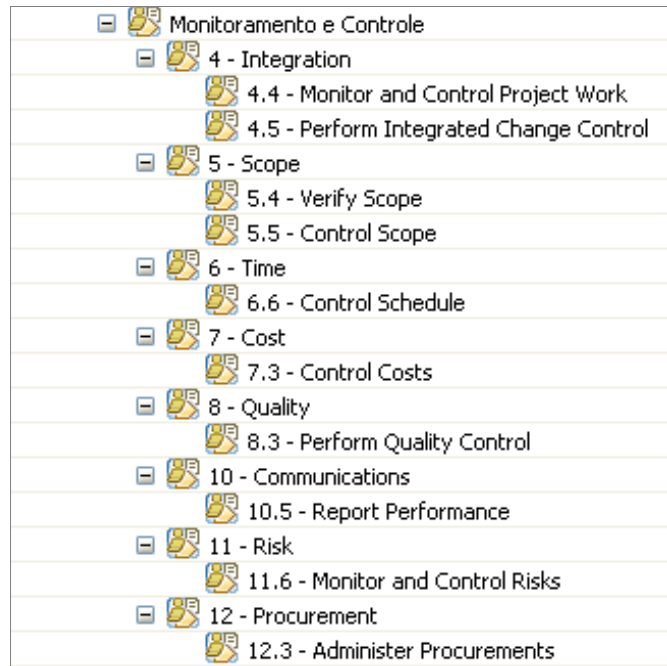 Monitoramento e Controle
4 - Integration
4.4 - Monitor and Control Project Work
4.5 - Perform Integrated Change Control
5 - Scope
5.4 - Verify Scope
5.5 - Control Scope
6 - Time
6.6 - Control Schedule
7 - Cost
7.3 - Control Costs
8 - Quality
8.3 - Perform Quality Control
10 - Communications
10.5 - Report Performance
11 - Risk
11.6 - Monitor and Control Risks
12 - Procurement
12.3 - Administer Procurements